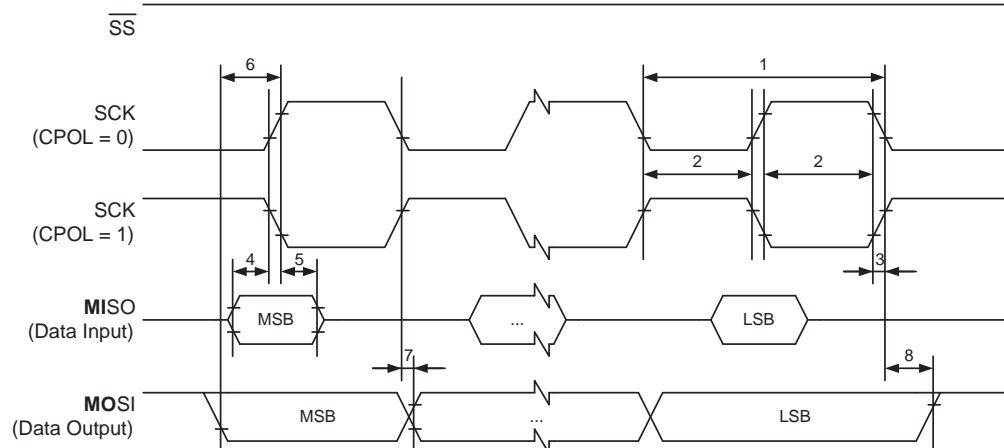 SS
6
1
SCK
(CPOL = 0)
2
2
SCK
(CPOL = 1)
4
5
3
MISO
(Data Input)
MSB
...
LSB
7
8
MOSI
(Data Output)
MSB
...
LSB